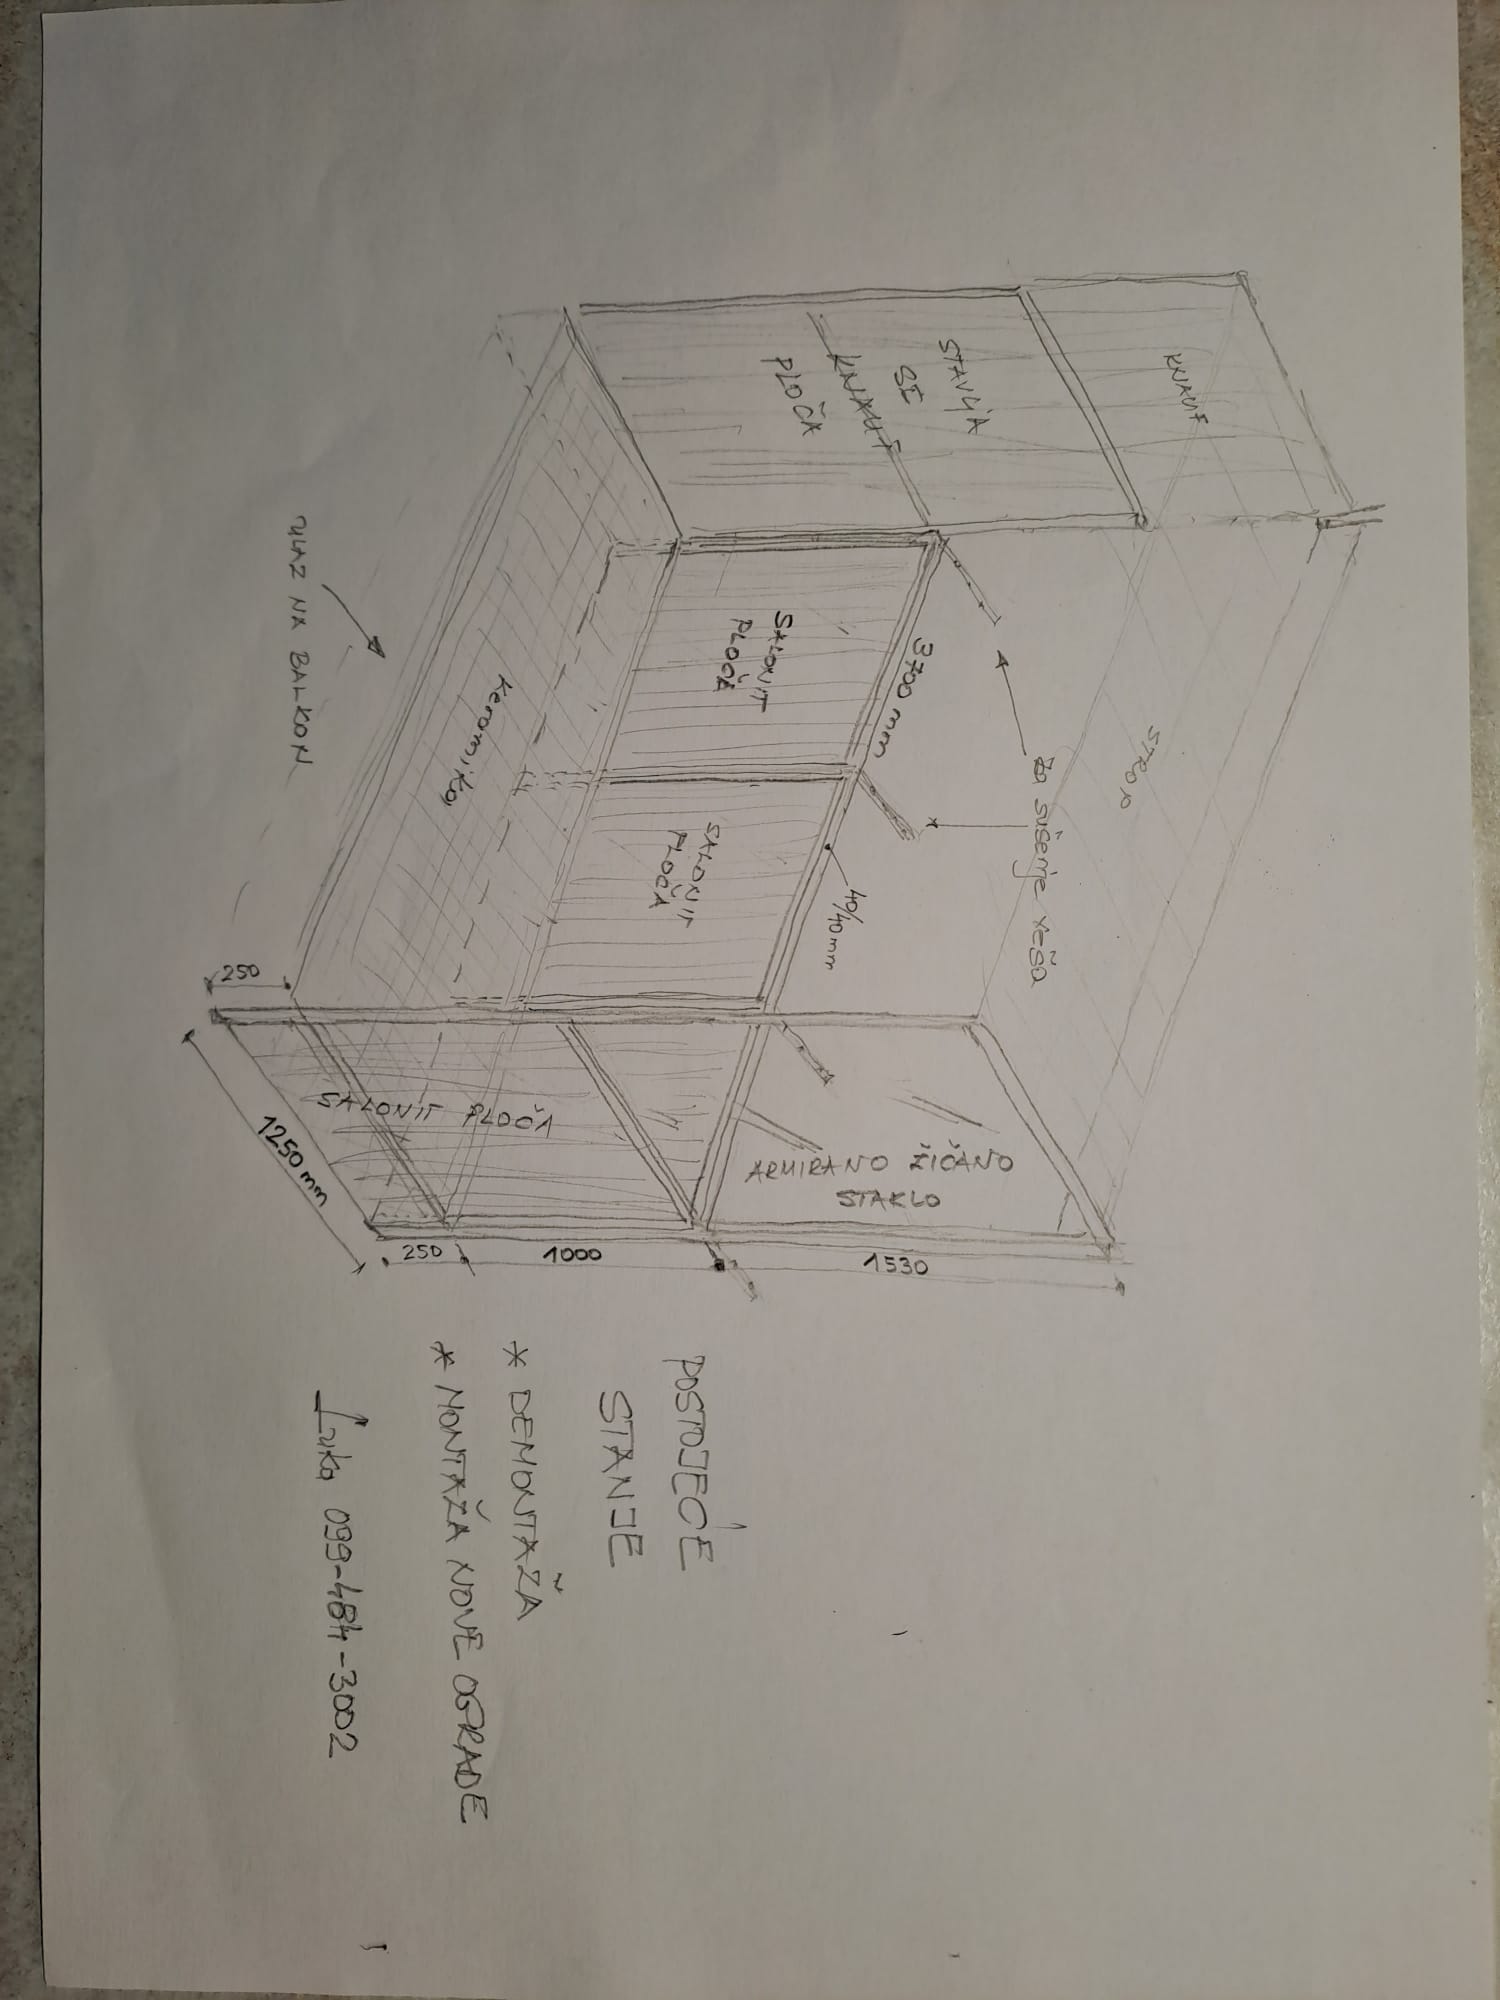 KNAUF
STAVLJA
SE
KNAUF
PLOČA
STROP
za sušenje veša
3700 mm
40/40 mm
SALONIT
PLOČA
SALONIT
PLOČA
Keramika
ULAZ NA BALKON
ARMIRANO ŽIČANO
STAKLO
SALONIT PLOČA
250
1250 mm
250
1000
1530
POSTOJEĆE
STANJE
* DEMONTAŽA
* MONTAŽA NOVE OGRADE
Luka 099-484-3002